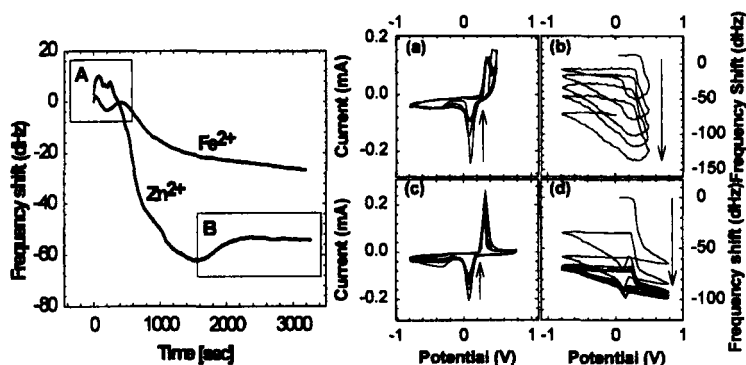 20
0
-20
-40
-60
-80
Frequency shift (dHz)
A
Fe2+
Zn2+
B
0 1000 2000 3000
Time [sec]
-1 0 1
-1 0 1
(a)
(b)
0.2
0.0
-0.2
Current (mA)
0
-50
-100
-150
Frequency Shift (dHz)
(c)
(d)
0.2
0.0
-0.2
Current (mA)
0
-50
-100
Frequency shift (dHz)
-1 0 1
-1 0 1
Potential (V)
Potential (V)